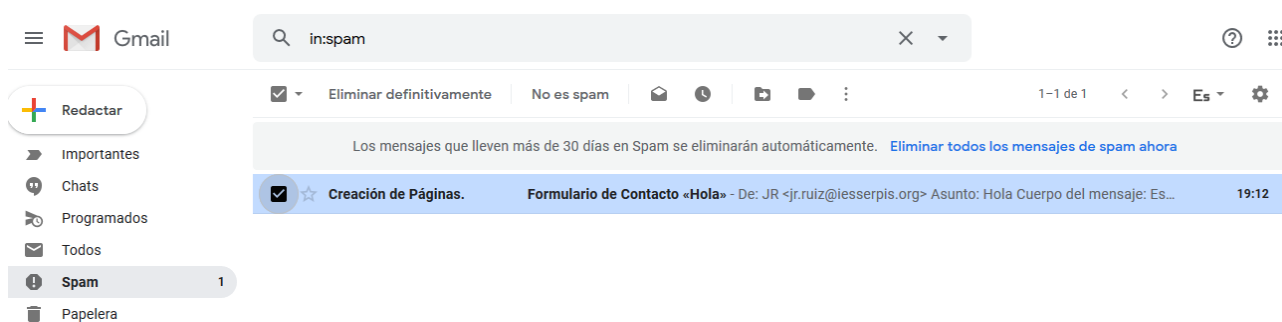 Gmail
in:spam
Redactar
Eliminar definitivamente No es spam 1–1 de 1 Es
Los mensajes que lleven más de 30 días en Spam se eliminarán automáticamente. Eliminar todos los mensajes de spam ahora
Creación de Páginas. Formulario de Contacto «Hola» - De: JR <jr.ruiz@iesserpis.org> Asunto: Hola Cuerpo del mensaje: Es... 19:12
Importantes
Chats
Programados
Todos
Spam 1
Papelera